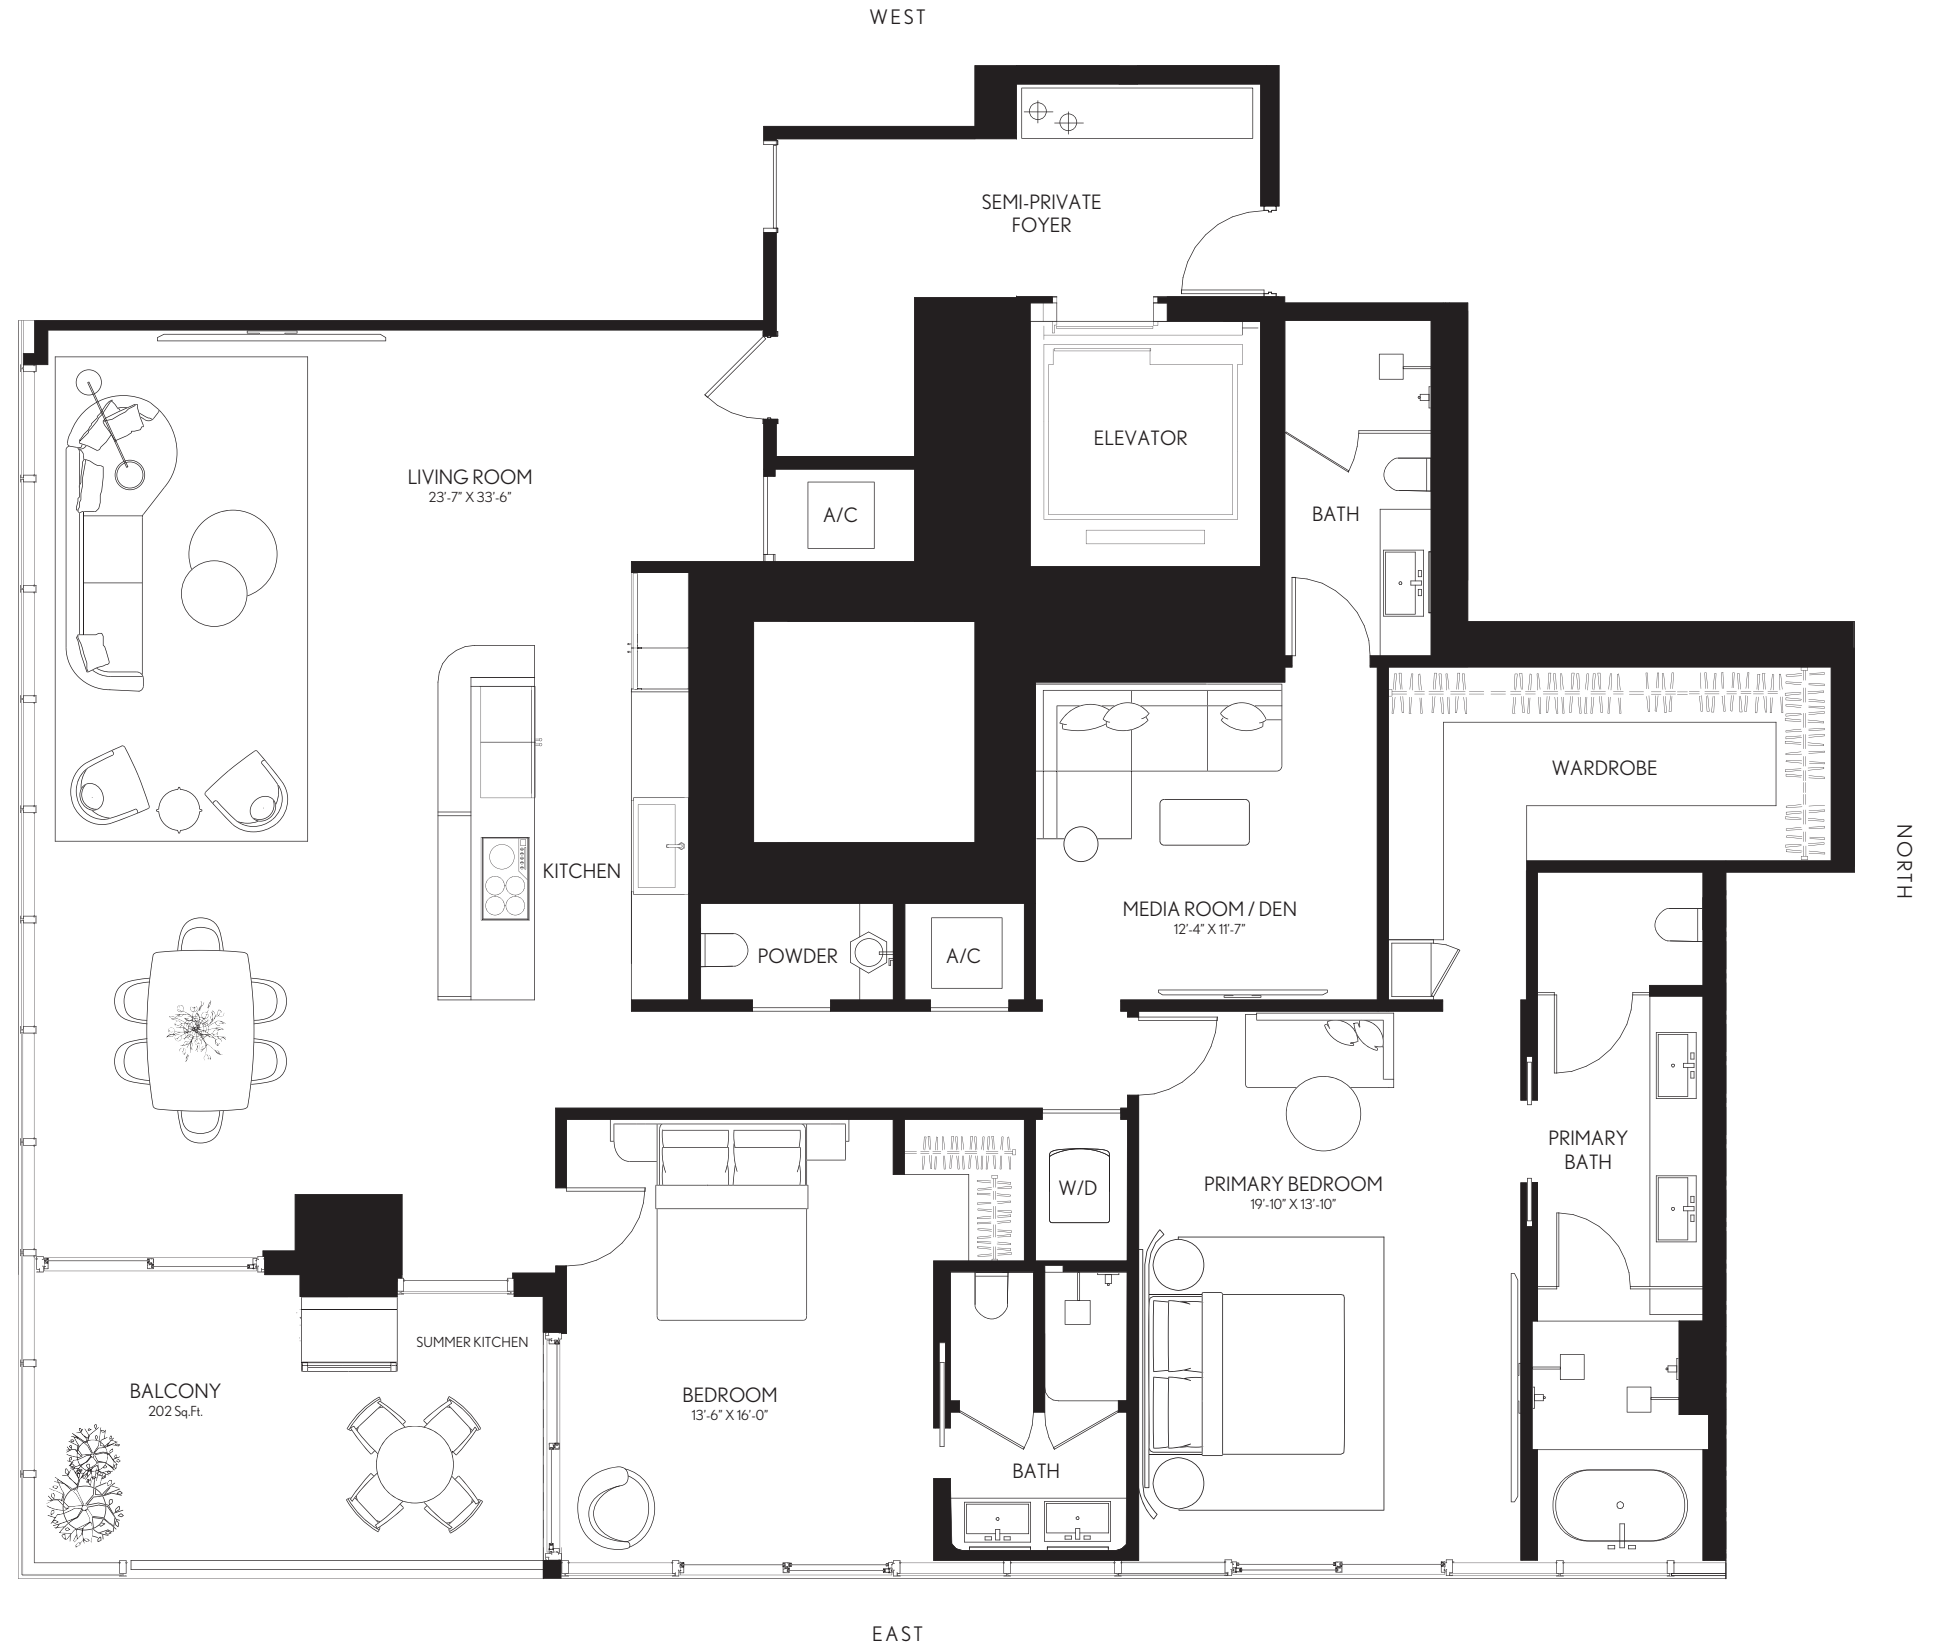 WEST
SEMI-PRIVATE
FOYER
ELEVATOR
LIVING ROOM
23'-7" X 33'-6"
A/C
BATH
WARDROBE
NORTH
KITCHEN
MEDIA ROOM / DEN
12'-4" X 11'-7"
POWDER
A/C
PRIMARY
BATH
W/D
PRIMARY BEDROOM
19'-10" X 13'-10"
SUMMER KITCHEN
BALCONY
202 Sq.Ft.
BEDROOM
13'-6" X 16'-0"
BATH
EAST